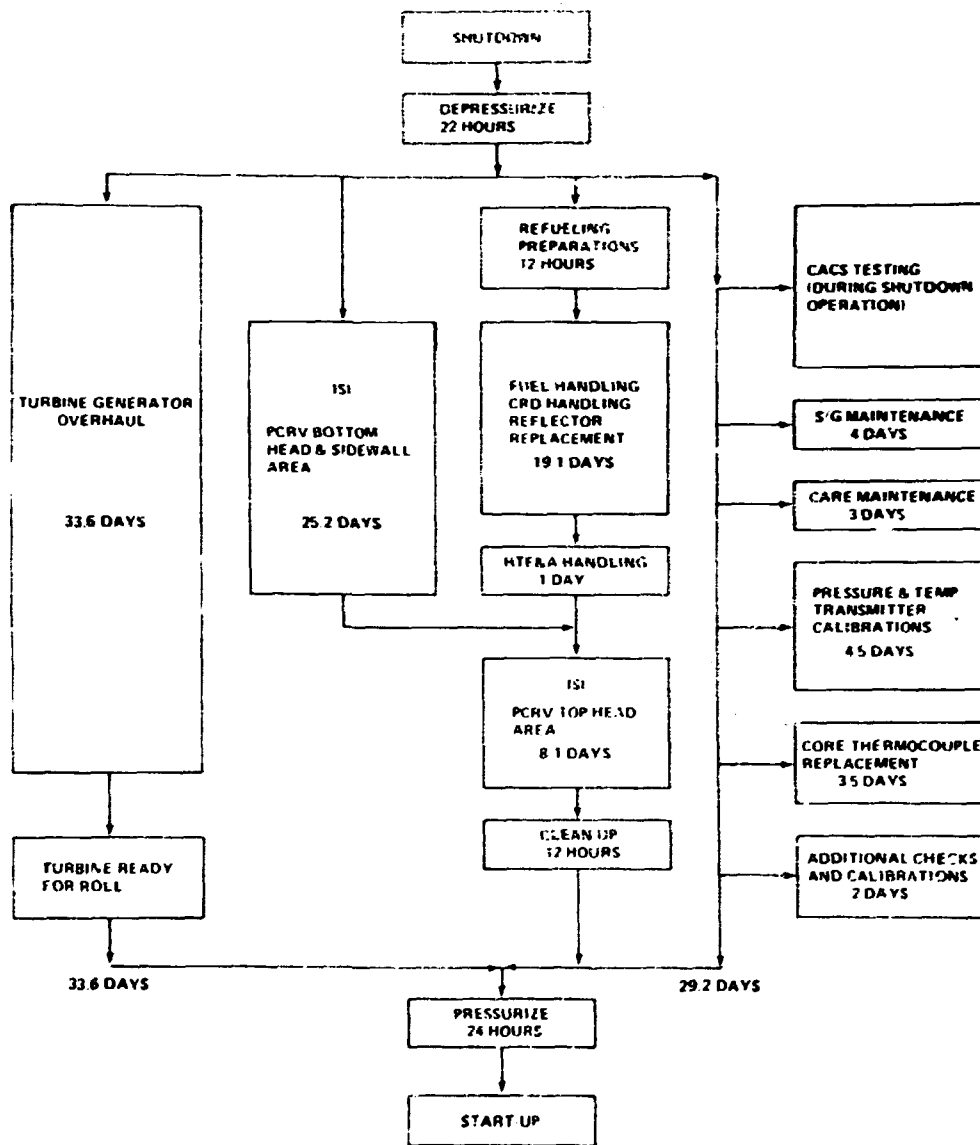 SHUTDOWN
DEPRESSURIZE
22 HOURS
TURBINE GENERATOR
OVERHAUL
33.6 DAYS
ISI
PCRV BOTTOM
HEAD & SIDEWALL
AREA
25.2 DAYS
REFUELING
PREPARATIONS
12 HOURS
FUEL HANDLING
CRD HANDLING
REFLECTOR
REPLACEMENT
19.1 DAYS
HTF&A HANDLING
1 DAY
ISI
PCRV TOP HEAD
AREA
8.1 DAYS
CLEAN UP
12 HOURS
CACS TESTING
(DURING SHUTDOWN
OPERATION)
S/G MAINTENANCE
4 DAYS
CARE MAINTENANCE
3 DAYS
PRESSURE & TEMP
TRANSMITTER
CALIBRATIONS
4.5 DAYS
CORE THERMOCOUPLE
REPLACEMENT
3.5 DAYS
ADDITIONAL CHECKS
AND CALIBRATIONS
2 DAYS
TURBINE READY
FOR ROLL
33.6 DAYS
29.2 DAYS
PRESSURIZE
24 HOURS
START-UP